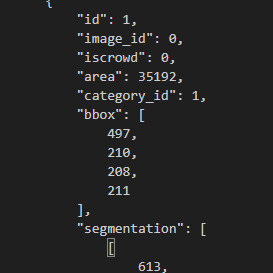 {
"id": 1,
"image_id": 0,
"iscrowd": 0,
"area": 35192,
"category_id": 1,
"bbox": [
497,
210,
208,
211
],
"segmentation": [
[
613,